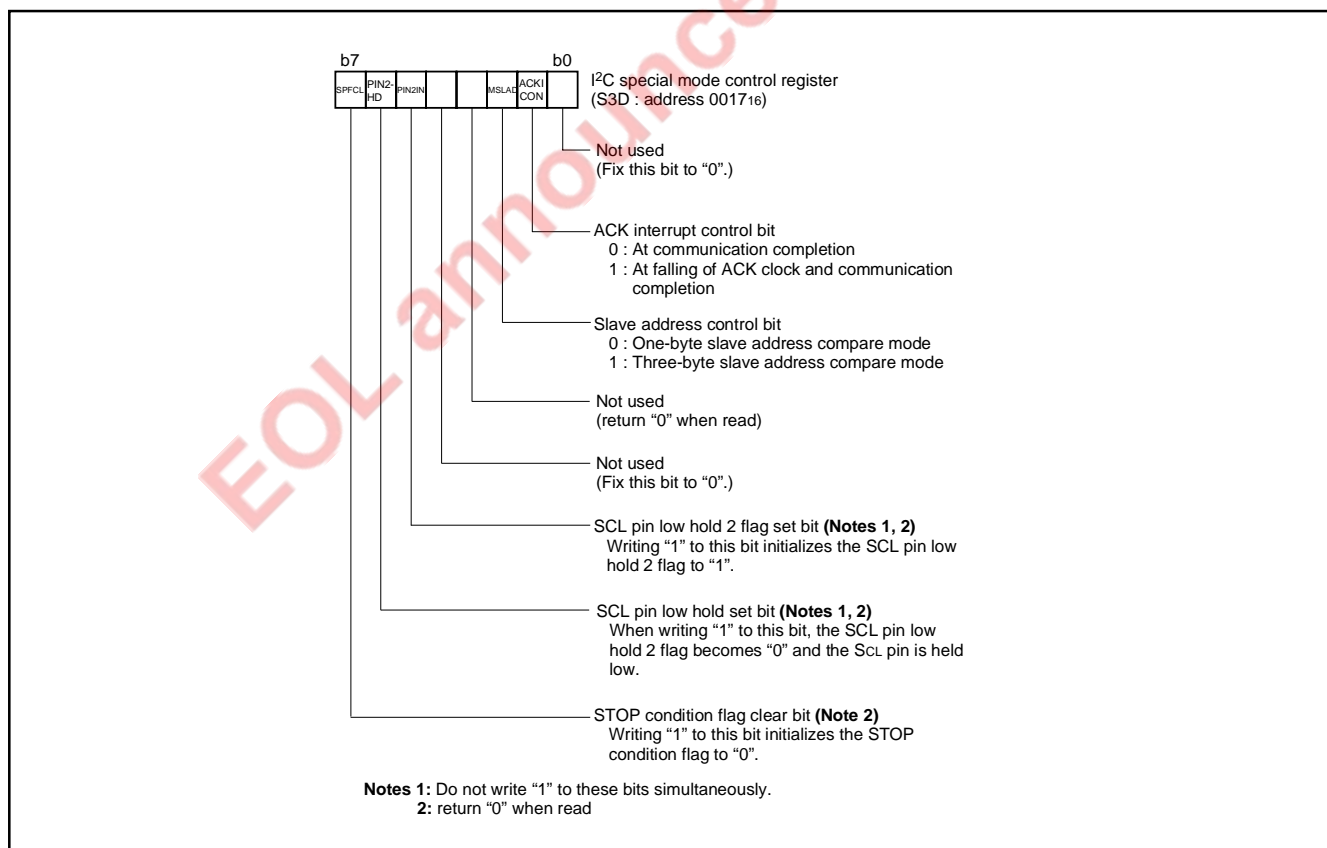 b7 b0
SPFCL PIN2-HD PIN2IN MSLAD ACKI CON
I²C special mode control register
(S3D : address 0017₁₆)
Not used
(Fix this bit to “0”.)
ACK interrupt control bit
0 : At communication completion
1 : At falling of ACK clock and communication
completion
Slave address control bit
0 : One-byte slave address compare mode
1 : Three-byte slave address compare mode
Not used
(return “0” when read)
Not used
(Fix this bit to “0”.)
SCL pin low hold 2 flag set bit (Notes 1, 2)
Writing “1” to this bit initializes the SCL pin low
hold 2 flag to “1”.
SCL pin low hold set bit (Notes 1, 2)
When writing “1” to this bit, the SCL pin low
hold 2 flag becomes “0” and the SCL pin is held
low.
STOP condition flag clear bit (Note 2)
Writing “1” to this bit initializes the STOP
condition flag to “0”.
Notes 1: Do not write “1” to these bits simultaneously.
2: return “0” when read
EOL announce